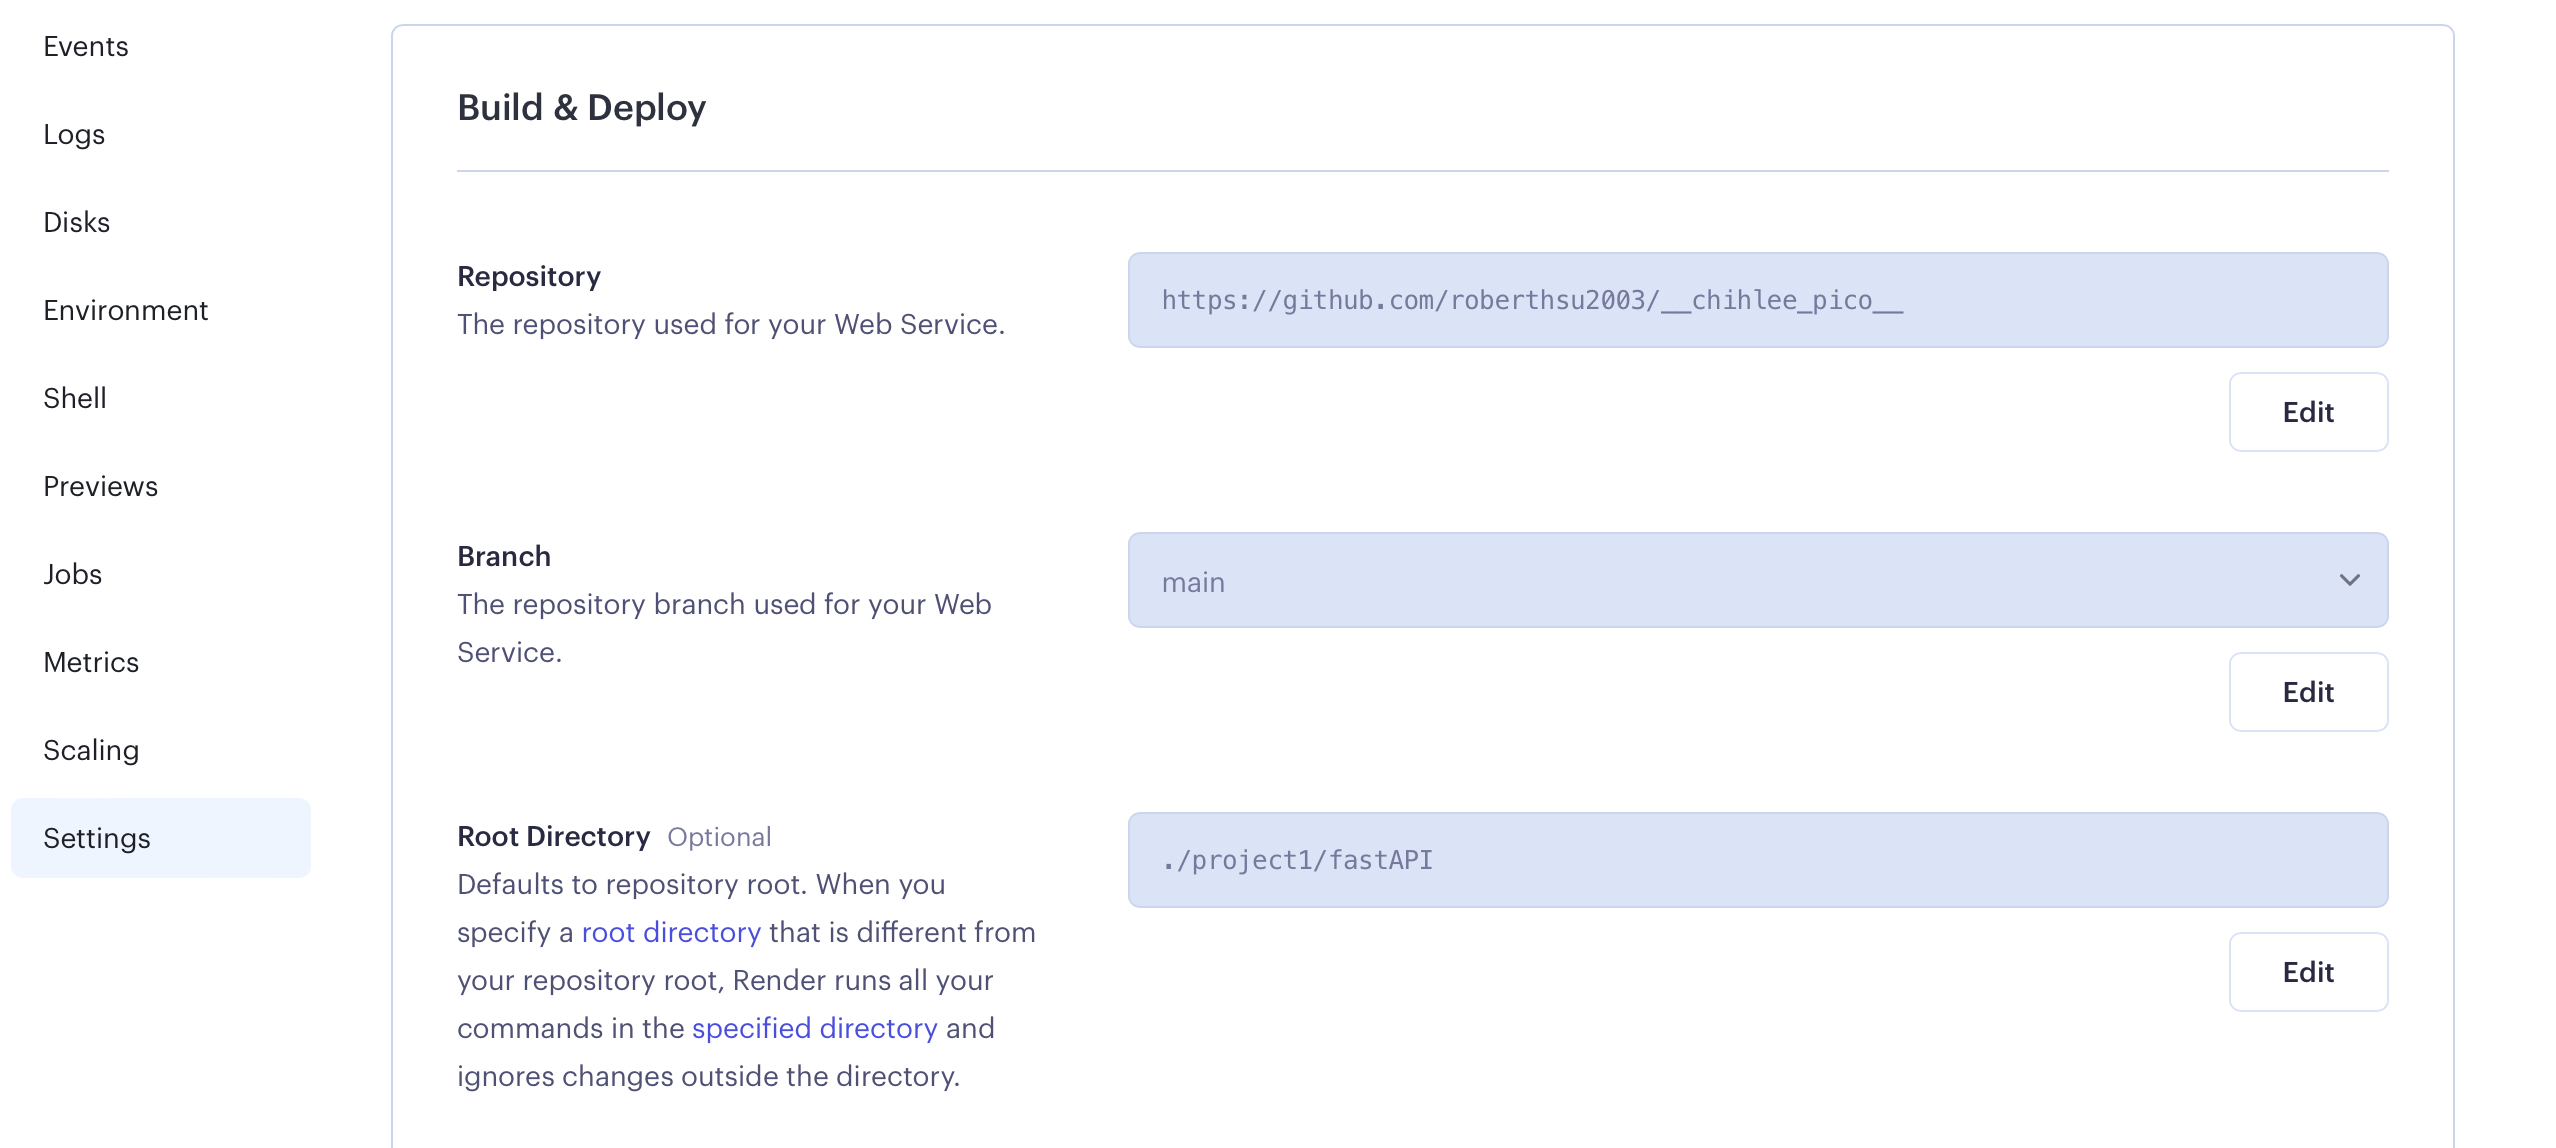 Events
Logs
Disks
Environment
Shell
Previews
Jobs
Metrics
Scaling
Settings
Build & Deploy
Repository
The repository used for your Web Service.
https://github.com/roberthsu2003/__chihlee_pico__
Edit
Branch
The repository branch used for your Web
Service.
main
Edit
Root Directory Optional
Defaults to repository root. When you
specify a root directory that is different from
your repository root, Render runs all your
commands in the specified directory and
ignores changes outside the directory.
./project1/fastAPI
Edit